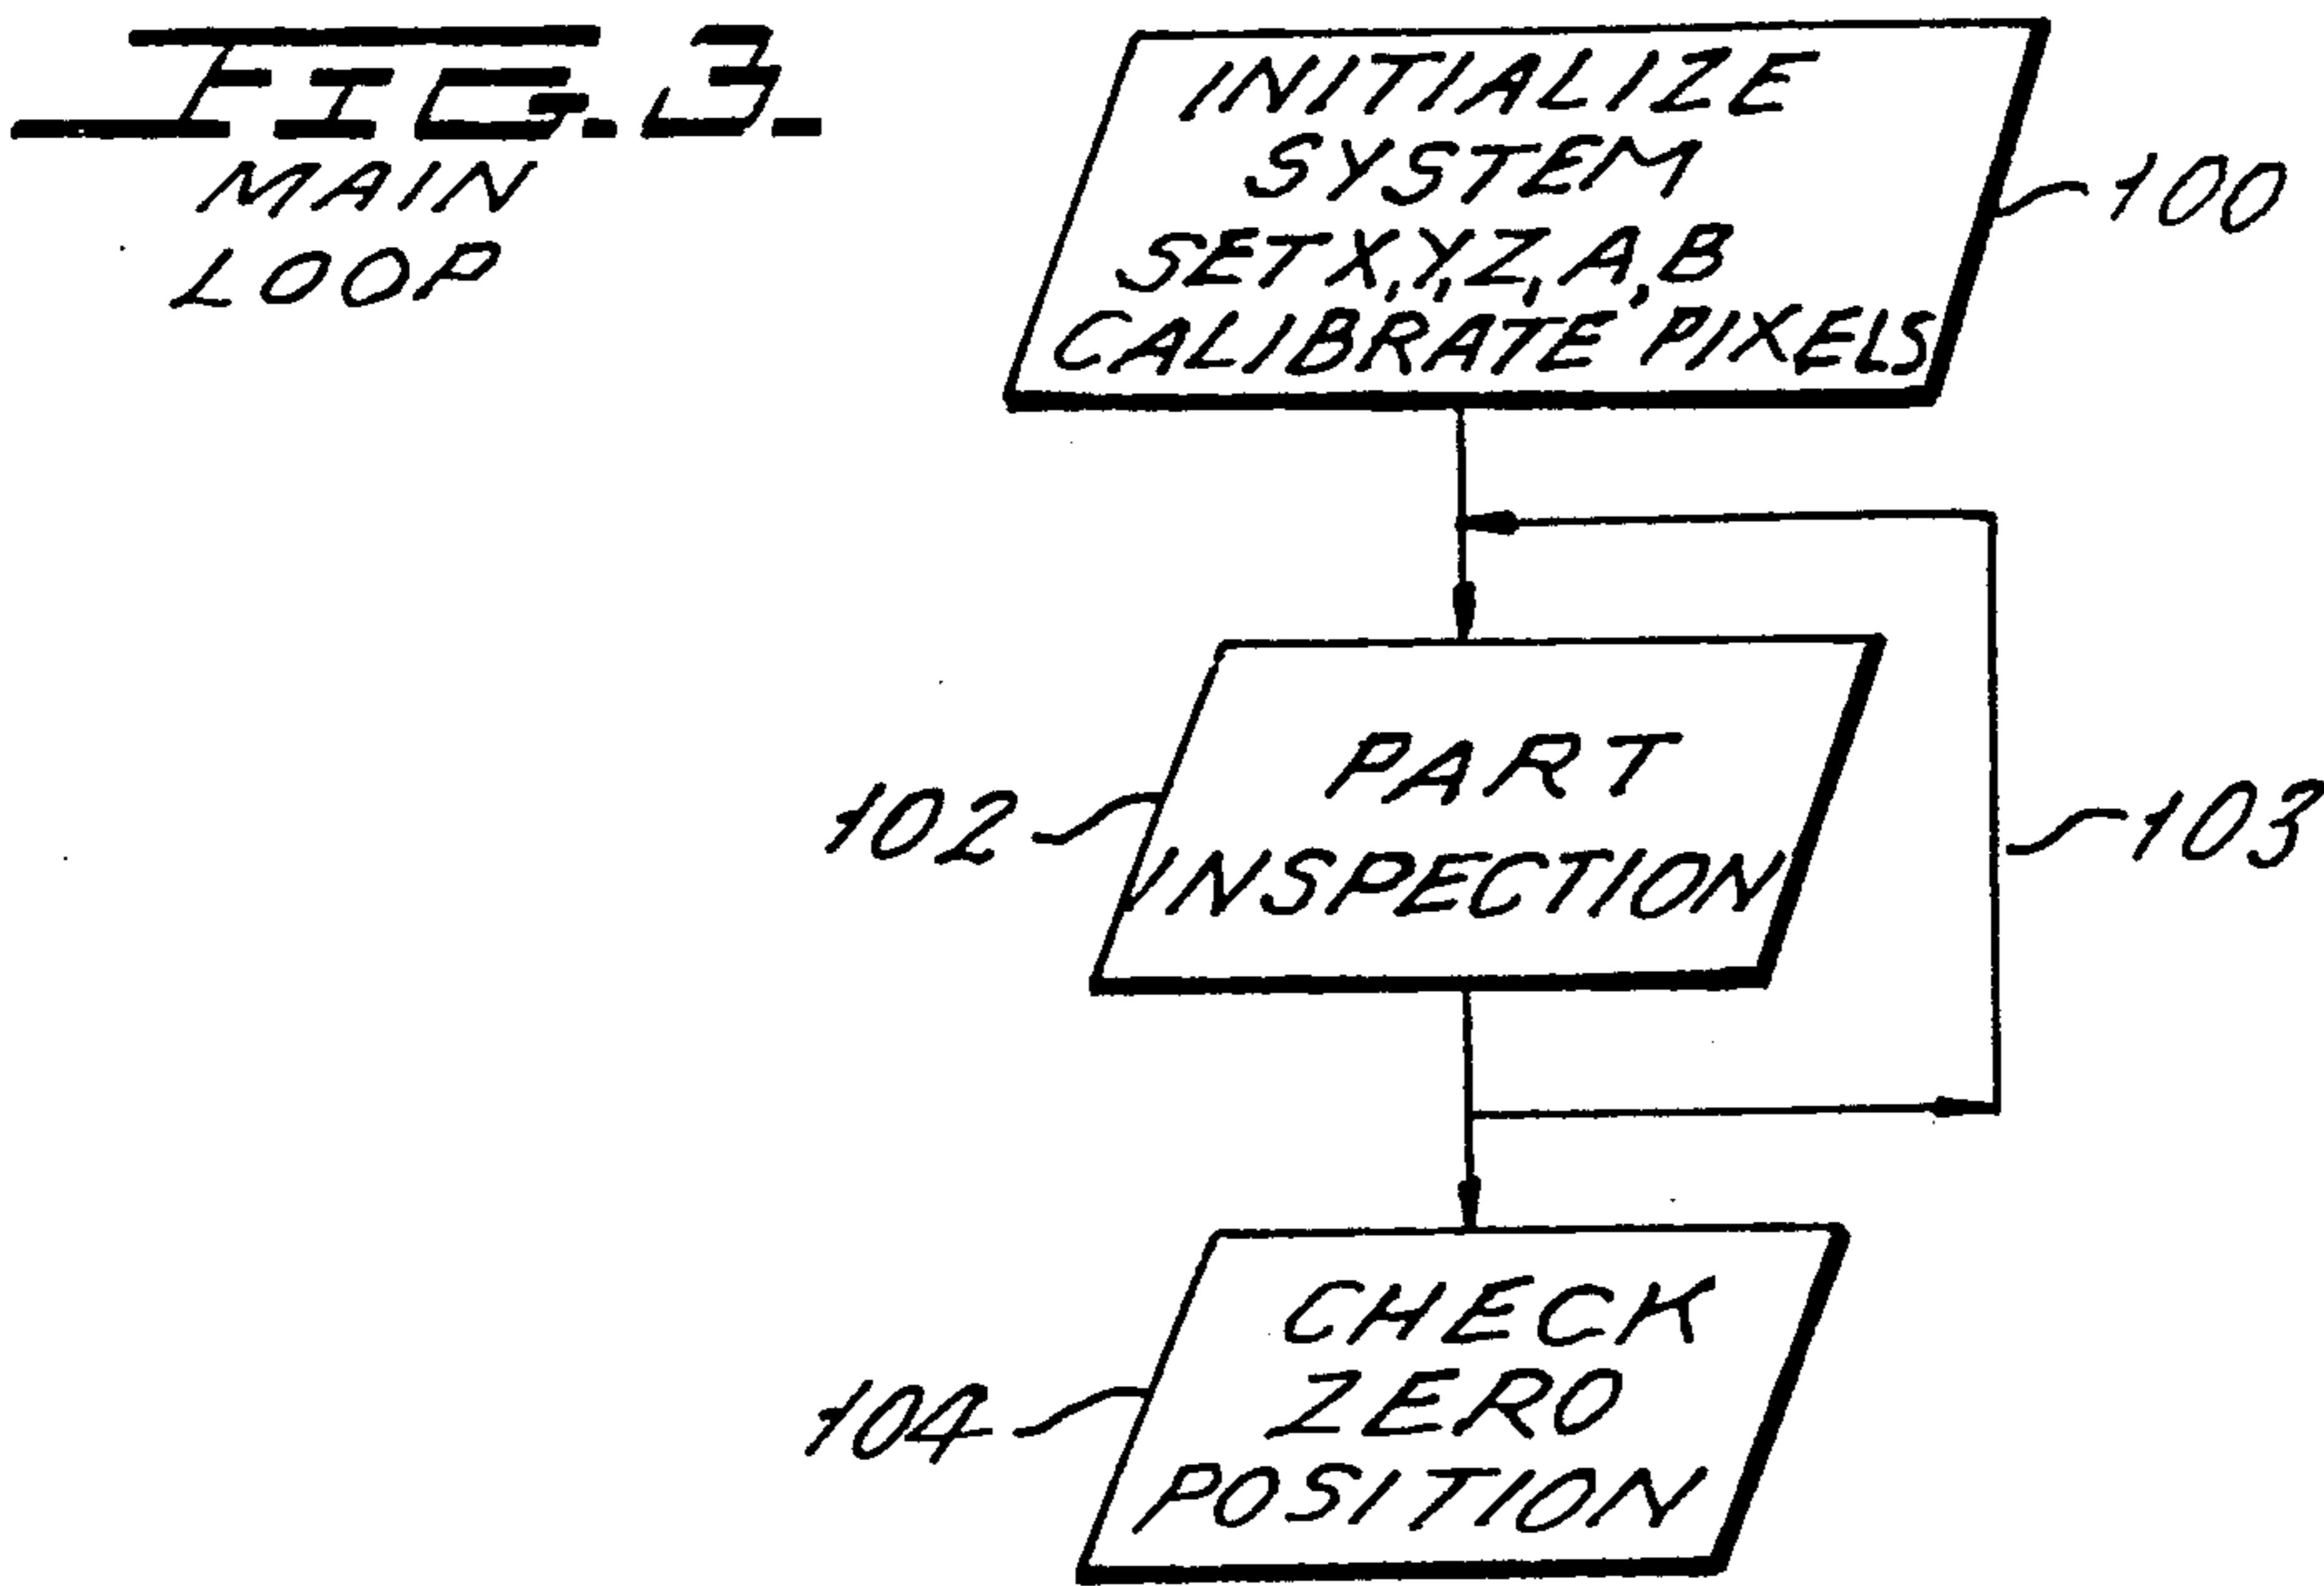 FIG. 3.
MAIN
LOOP
INITIALIZE
SYSTEM
SET X, Y, Z, A, B
CALIBRATE PIXELS
100
PART
INSPECTION
102
103
CHECK
ZERO
POSITION
104